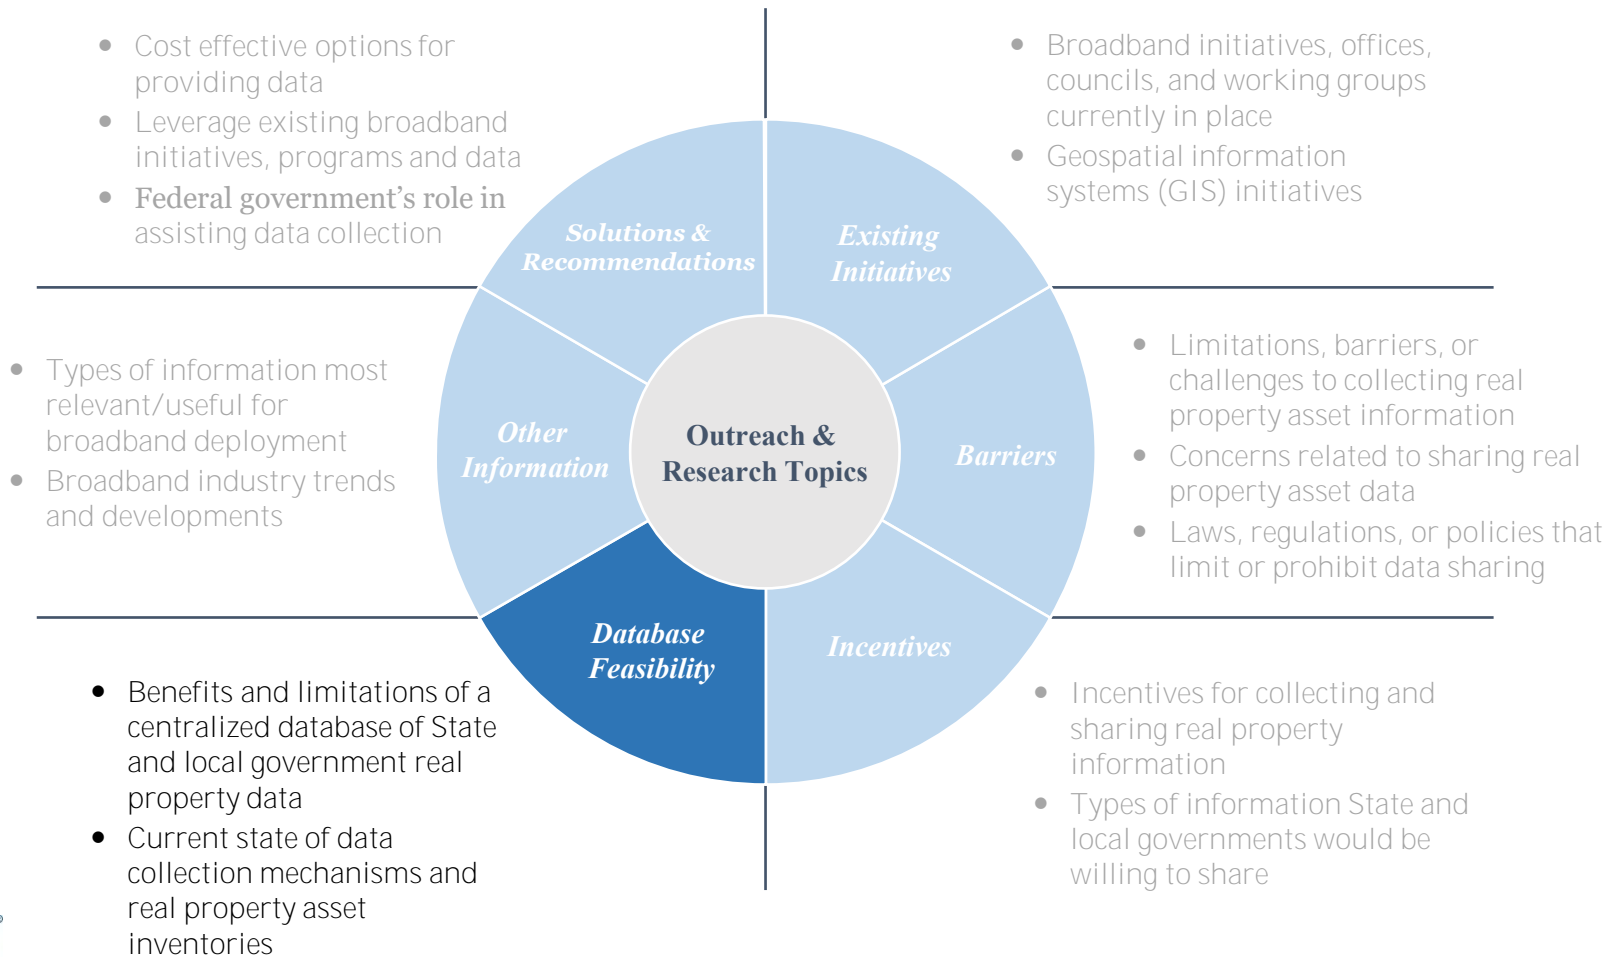 • Cost effective options for
providing data
• Leverage existing broadband
initiatives, programs and data
• Federal government’s role in
assisting data collection
• Broadband initiatives, offices,
councils, and working groups
currently in place
• Geospatial information
systems (GIS) initiatives
Solutions &
Recommendations
Existing
Initiatives
• Types of information most
relevant/useful for
broadband deployment
• Broadband industry trends
and developments
Other
Information
Outreach &
Research Topics
Barriers
• Limitations, barriers, or
challenges to collecting real
property asset information
• Concerns related to sharing real
property asset data
• Laws, regulations, or policies that
limit or prohibit data sharing
Database
Feasibility
Incentives
• Benefits and limitations of a
centralized database of State
and local government real
property data
• Current state of data
collection mechanisms and
real property asset
inventories
• Incentives for collecting and
sharing real property
information
• Types of information State and
local governments would be
willing to share
®